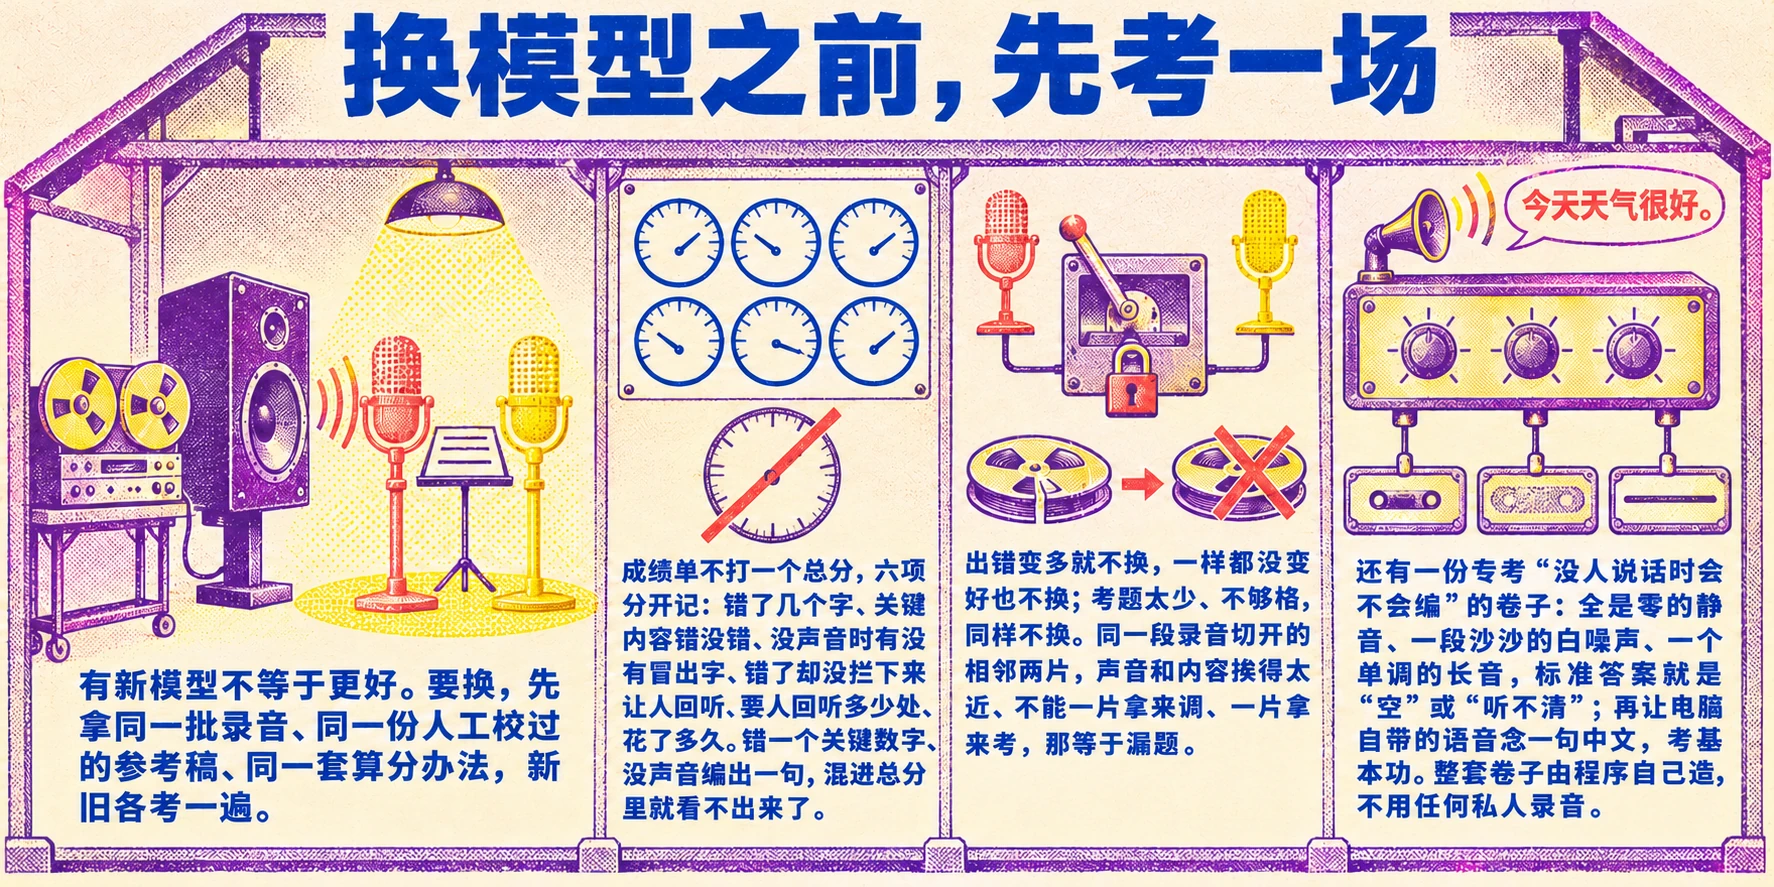 换模型之前，先考一场
有新模型不等于更好。要换，先
拿同一批录音、同一份人工校过
的参考稿、同一套算分办法，新
旧各考一遍。
成绩单不打一个总分，六项
分开记：错了几个字、关键
内容错没错、没声音时有没
有冒出字、错了却没拦下来
让人回听、要人回听多少处、
花了多久。错一个关键数字、
没声音编出一句，混进总分
里就看不出来了。
出错变多就不换，一样都没变
好也不换；考题太少、不够格，
同样不换。同一段录音切开的
相邻两片，声音和内容挨得太
近、不能一片拿来调、一片拿
来考，那等于漏题。
今天天气很好。
还有一份专考“没人说话时会
不会编”的卷子：全是零的静
音、一段沙沙的白噪声、一个
单调的长音，标准答案就是
“空”或“听不清”；再让电脑
自带的语音念一句中文，考基
本功。整套卷子由程序自己造，
不用任何私人录音。